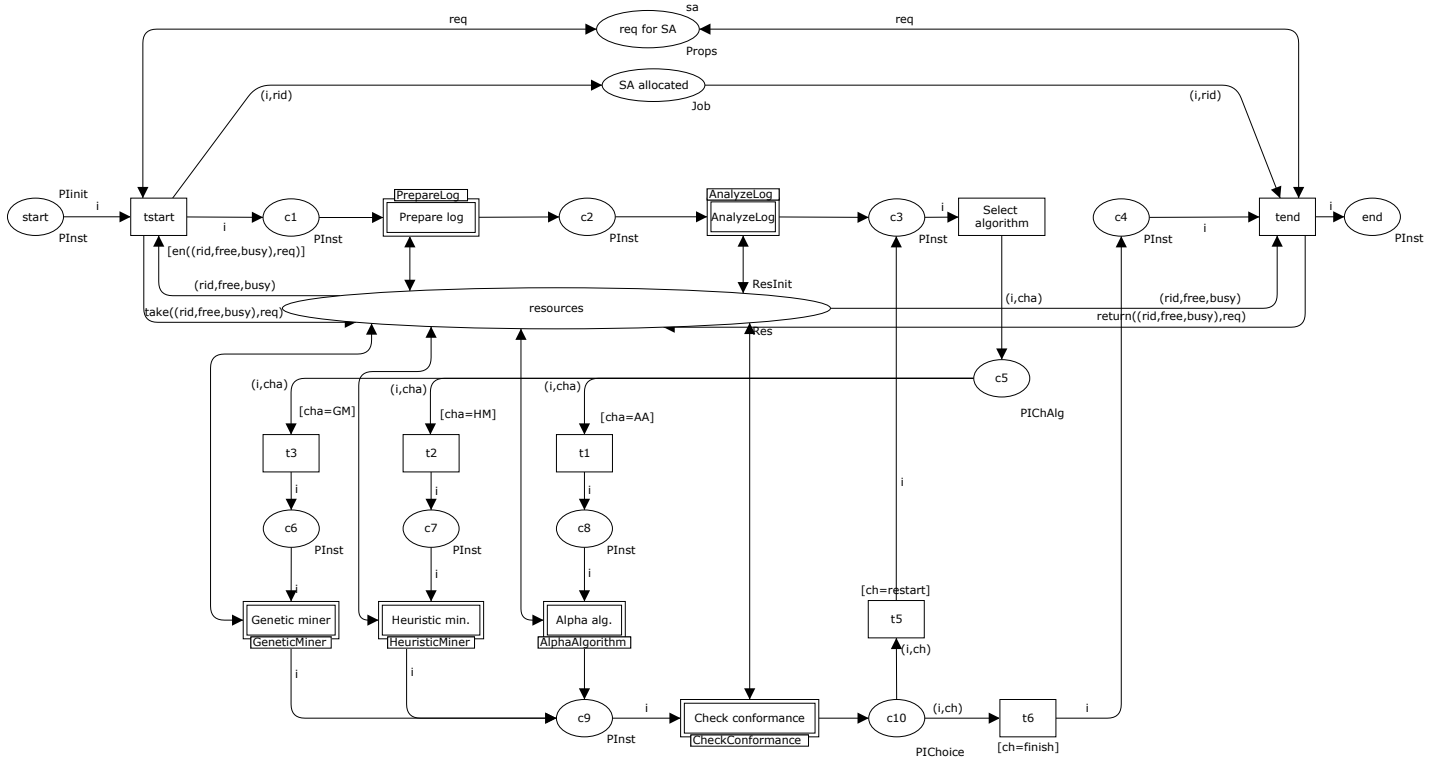 sa
req
req for SA
req
Props
SA allocated
(i,rid)
(i,rid)
Job
PIinit
PrepareLog
AnalyzeLog
start
i
tstart
i
c1
Prepare log
c2
AnalyzeLog
c3
i
Select
algorithm
c4
i
tend
i
end
PInst
PInst
PInst
PInst
PInst
PInst
[en((rid,free,busy),req)]
(rid,free,busy)
ResInit
take((rid,free,busy),req)
resources
(i,cha)
(rid,free,busy)
return((rid,free,busy),req)
Res
(i,cha)
(i,cha)
(i,cha)
c5
[cha=GM]
[cha=HM]
[cha=AA]
PIChAlg
t3
t2
t1
i
i
i
i
c6
c7
c8
PInst
PInst
PInst
i
i
i
[ch=restart]
Genetic miner
Heuristic min.
Alpha alg.
t5
GeneticMiner
HeuristicMiner
AlphaAlgorithm
(i,ch)
i
i
c9
i
Check conformance
c10
(i,ch)
t6
i
PInst
CheckConformance
PIChoice
[ch=finish]